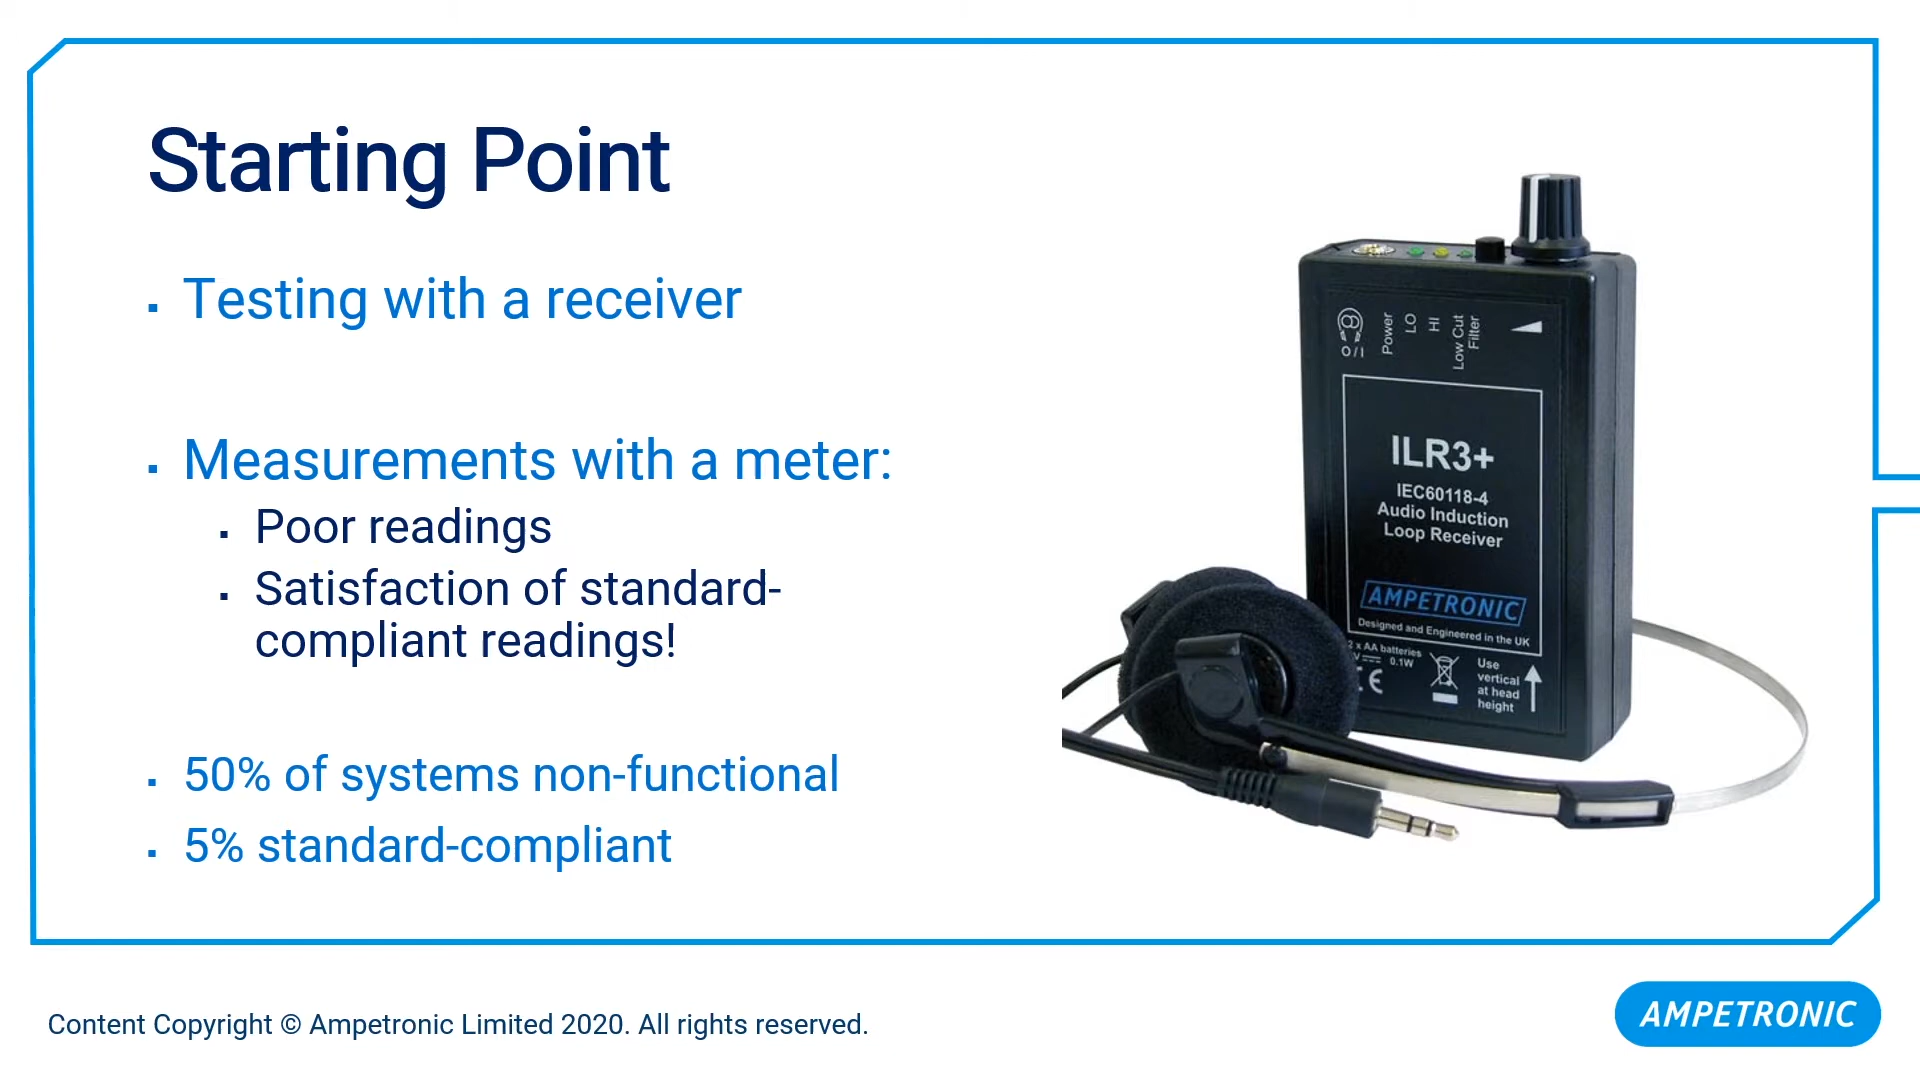 Starting Point
Testing with a receiver
Measurements with a meter:
Poor readings
Satisfaction of standard-
compliant readings!
50% of systems non-functional
5% standard-compliant
Power
LO
HI
Low Cut
Filter
ILR3+
IEC60118-4
Audio Induction
Loop Receiver
AMPETRONIC
Designed and Engineered in the UK
2 x AA batteries
0.1W
CE
Use
vertical
at head
height
Content Copyright © Ampetronic Limited 2020. All rights reserved.
AMPETRONIC